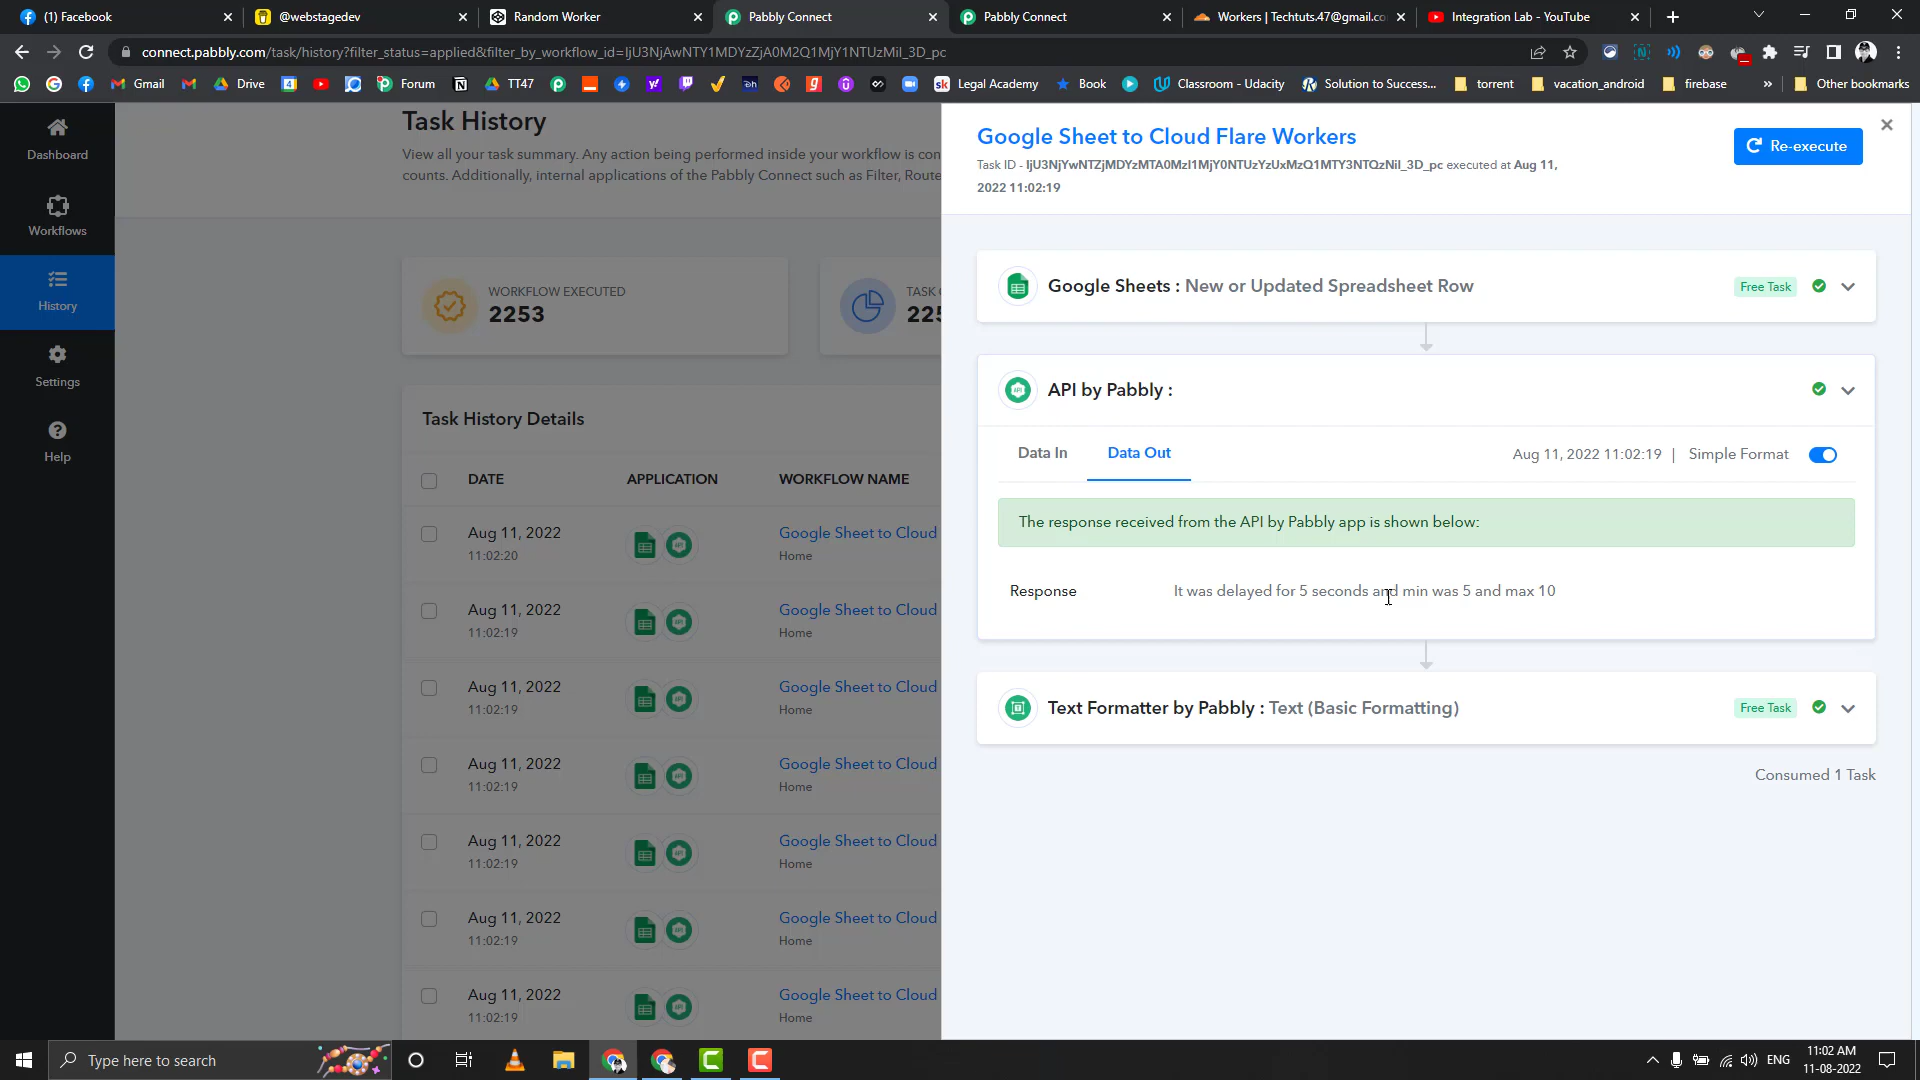 (1) Facebook
@webstagedev
Random Worker
Pabbly Connect
Pabbly Connect
Workers | Techtuts.47@gmail.co
Integration Lab - YouTube
connect.pabbly.com/task/history?filter_status=applied&filter_by_workflow_id=IjU3NjAwNTY1MDYzZjA0M2Q1MjY1NTUzMiI_3D_pc
Gmail
Drive
Forum
TT47
Legal Academy
Book
Classroom - Udacity
Solution to Success...
torrent
vacation_android
firebase
»
Other bookmarks
Dashboard
Workflows
History
Settings
Help
Task History
View all your task summary. Any action being performed inside your workflow is con
counts. Additionally, internal applications of the Pabbly Connect such as Filter, Route
WORKFLOW EXECUTED
2253
TASK
225
Task History Details
DATE APPLICATION WORKFLOW NAME
Aug 11, 2022 Google Sheet to Cloud
11:02:20 Home
Aug 11, 2022 Google Sheet to Cloud
11:02:19 Home
Aug 11, 2022 Google Sheet to Cloud
11:02:19 Home
Aug 11, 2022 Google Sheet to Cloud
11:02:19 Home
Aug 11, 2022 Google Sheet to Cloud
11:02:19 Home
Aug 11, 2022 Google Sheet to Cloud
11:02:19 Home
Aug 11, 2022 Google Sheet to Cloud
11:02:19 Home
Google Sheet to Cloud Flare Workers
Task ID - IjU3NjYwNTZjMDYzMTA0MzI1MjY0NTUzYzUxMzQ1MTY3NTQzNiI_3D_pc executed at Aug 11,
2022 11:02:19
Re-execute
Google Sheets : New or Updated Spreadsheet Row
Free Task
API by Pabbly :
Data In
Data Out
Aug 11, 2022 11:02:19 | Simple Format
The response received from the API by Pabbly app is shown below:
Response It was delayed for 5 seconds and min was 5 and max 10
Text Formatter by Pabbly : Text (Basic Formatting)
Free Task
Consumed 1 Task
Type here to search
ENG
11:02 AM
11-08-2022